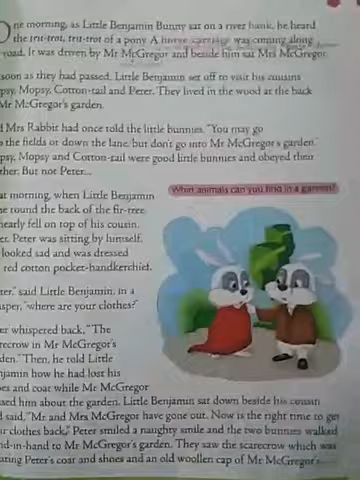 ne morning, as Little Benjamin Bunny sat on a river bank, he heard
the trit-trot, trit-trot of a pony. A horse carriage was coming along
road. It was driven by Mr McGregor and beside him sat Mrs McGregor.
soon as they had passed, Little Benjamin set off to visit his cousins
psy, Mopsy, Cotton-tail and Peter. They lived in the wood at the back
Mr McGregor's garden.
d Mrs Rabbit had once told the little bunnies, "You may go
o the fields or down the lane, but don't go into Mr McGregor's garden."
psy, Mopsy and Cotton-tail were good little bunnies and obeyed their
ther. But not Peter...
at morning, when Little Benjamin
me round the back of the fir-tree,
nearly fell on top of his cousin.
er. Peter was sitting by himself.
looked sad and was dressed
red cotton pocket-handkerchief.
What animals can you find in a garden?
ter," said Little Benjamin, in a
sper, "where are your clothes?"
er whispered back, "The
recrow in Mr McGregor's
den." Then, he told Little
njamin how he had lost his
oes and coat while Mr McGregor
sed him about the garden. Little Benjamin sat down beside his cousin
d said, "Mr and Mrs McGregor have gone out. Now is the right time to get
ur clothes back." Peter smiled a naughty smile and the two bunnies walked
nd-in-hand to Mr McGregor's garden. They saw the scarecrow which was
aring Peter's coat and shoes and an old woollen cap of Mr McGregor's.